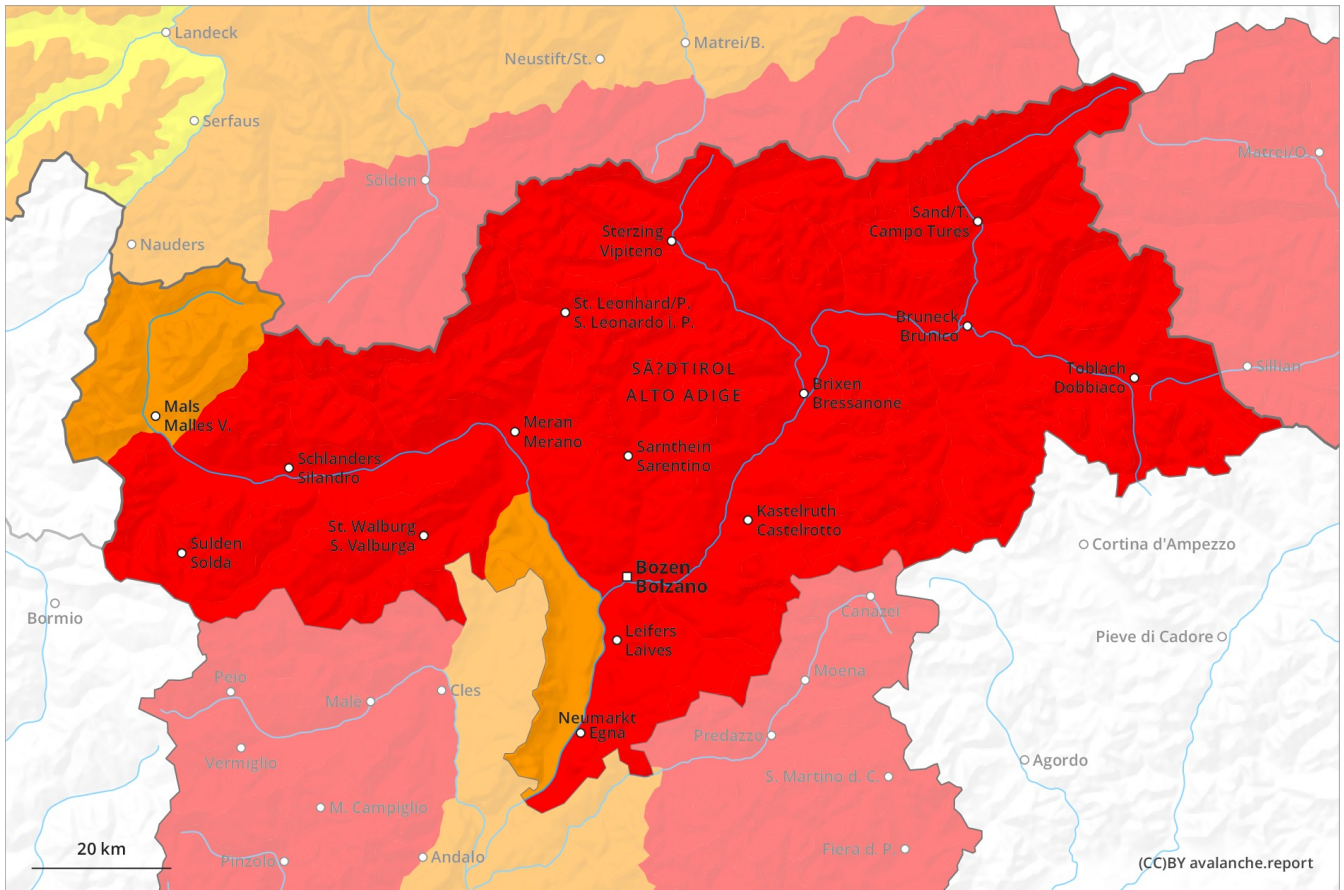 Landeck
Matrei/B.
Neustift/St.
Serfaus
Matrei/O.
Sölden
Sand/T.
Campo Tures
Sterzing
Vipiteno
Nauders
St. Leonhard/P.
S. Leonardo i. P.
Bruneck
Brunico
SÃ?DTIROL
ALTO ADIGE
Toblach
Dobbiaco
Sillian
Brixen
Bressanone
Mals
Malles V.
Meran
Merano
Sarnthein
Sarentino
Schlanders
Silandro
Kastelruth
Castelrotto
St. Walburg
S. Valburga
Sulden
Solda
Cortina d'Ampezzo
Bozen
Bolzano
Bormio
Canazei
Leifers
Laives
Pieve di Cadore
Moena
Peio
Malè
Cles
Neumarkt
Egna
Predazzo
Vermiglio
Agordo
S. Martino d. C.
M. Campiglio
Fiera d. P.
20 km
Pinzolo
Andalo
(CC)BY avalanche.report